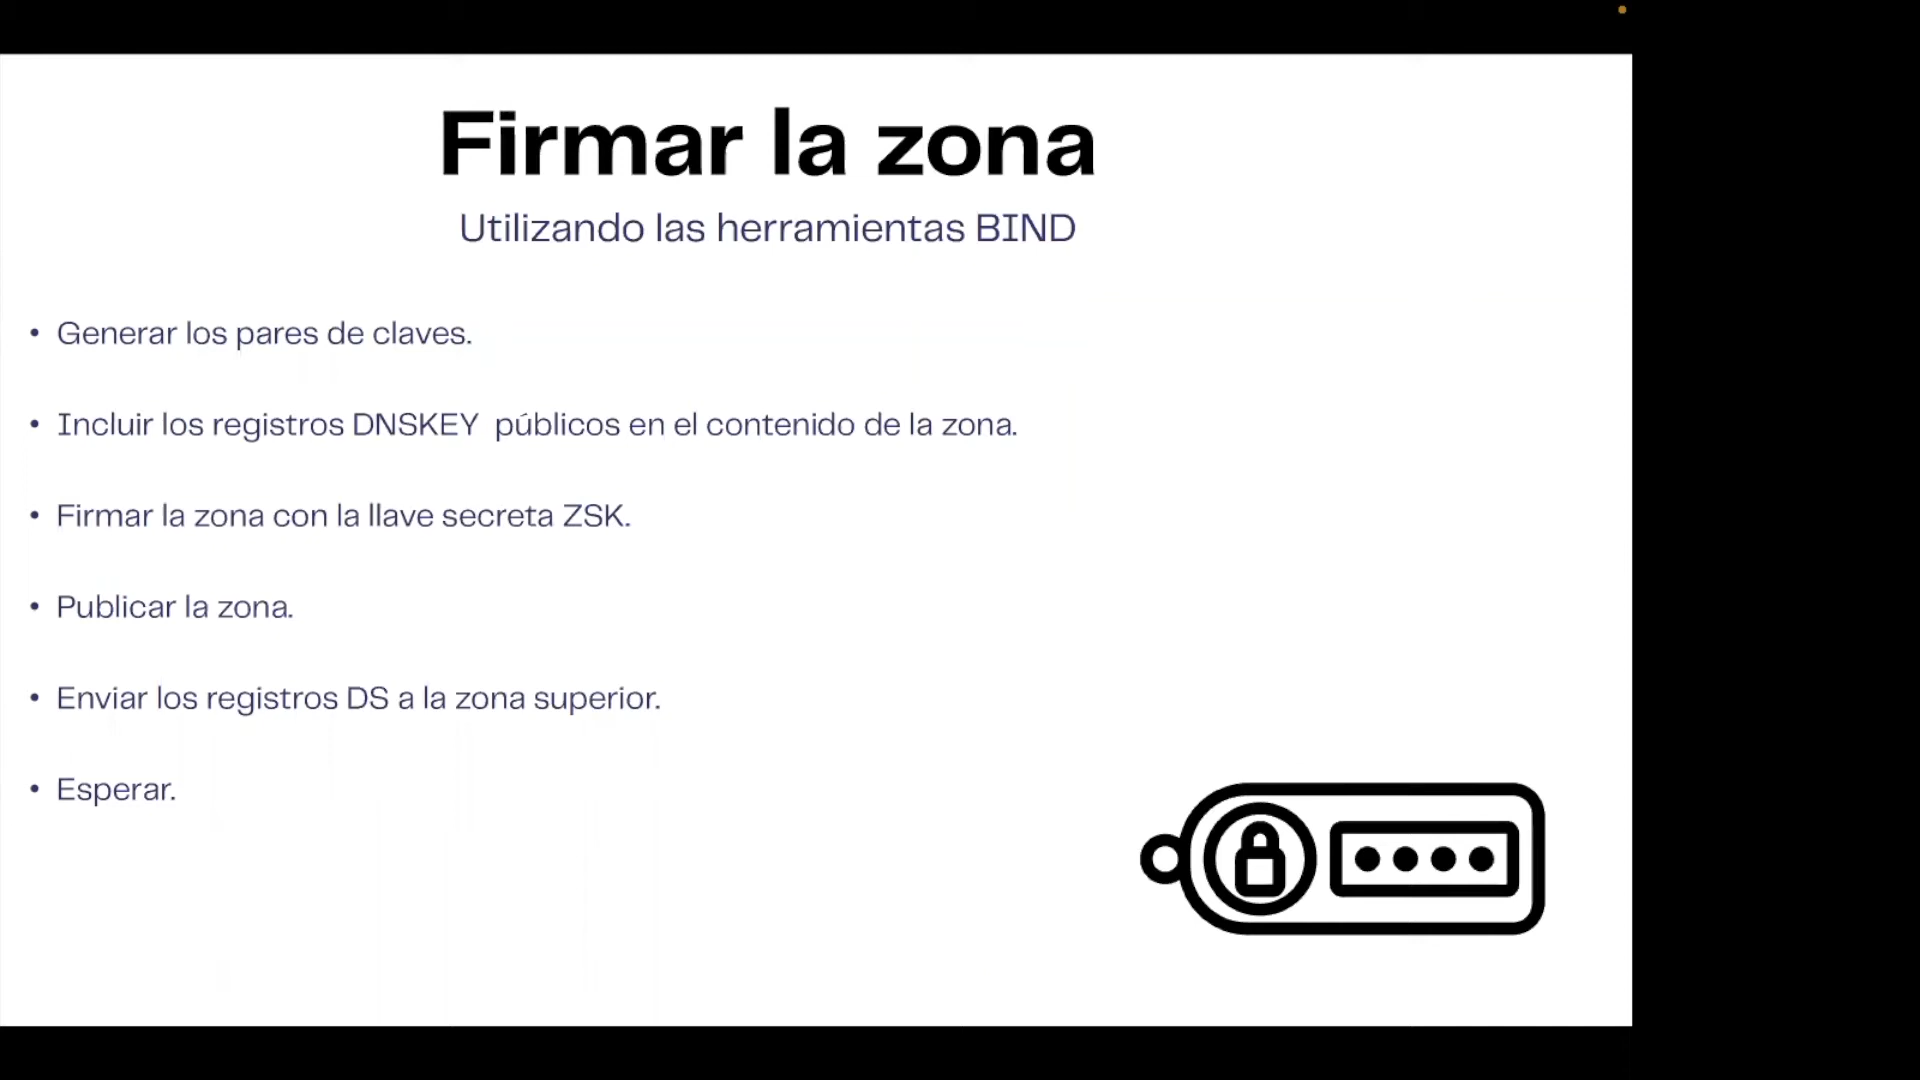 Firmar la zona
Utilizando las herramientas BIND
• Generar los pares de claves.
• Incluir los registros DNSKEY  públicos en el contenido de la zona.
• Firmar la zona con la llave secreta ZSK.
• Publicar la zona.
• Enviar los registros DS a la zona superior.
• Esperar.